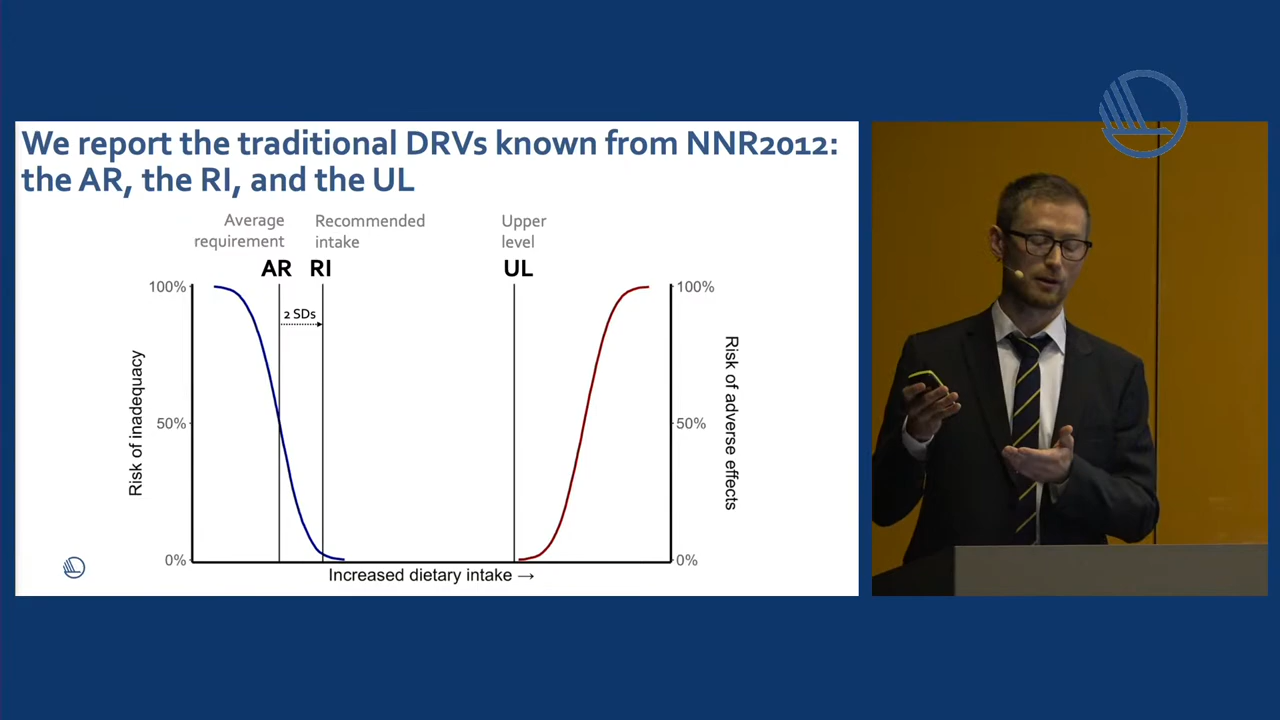 We report the traditional DRVs known from NNR2012:
the AR, the RI, and the UL
Average
requirement
AR
Recommended
intake
RI
Upper
level
UL
100%
50%
0%
2 SDs
100%
50%
0%
Risk of inadequacy
Risk of adverse effects
Increased dietary intake →